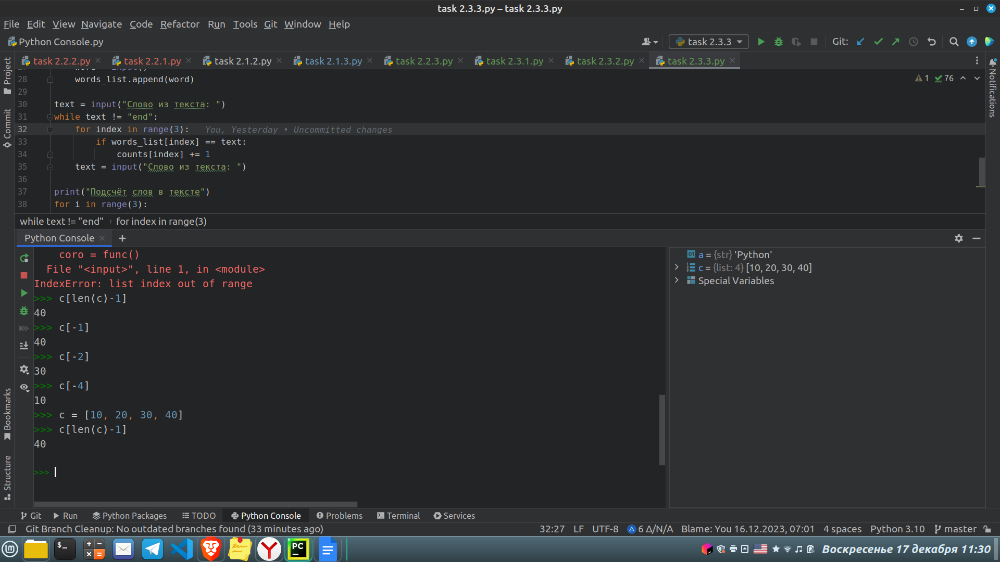 task 2.3.3.py – task 2.3.3.py
File Edit View Navigate Code Refactor Run Tools Git Window Help
Python Console.py
task 2.3.3
Git:
task 2.2.2.py
task 2.2.1.py
task 2.1.2.py
task 2.1.3.py
task 2.2.3.py
task 2.3.1.py
task 2.3.2.py
task 2.3.3.py
Project
Commit
Bookmarks
Structure
Notifications
28 words_list.append(word)
1 76
29
30 text = input("Слово из текста: ")
31 while text != "end":
32 for index in range(3): You, Yesterday • Uncommitted changes
33 if words_list[index] == text:
34 counts[index] += 1
35 text = input("Слово из текста: ")
36
37 print("Подсчёт слов в тексте")
38 for i in range(3):
while text != "end" › for index in range(3)
Python Console
coro = func()
File "<input>", line 1, in <module>
IndexError: list index out of range
>>> c[len(c)-1]
40
>>> c[-1]
40
>>> c[-2]
30
>>> c[-4]
10
>>> c = [10, 20, 30, 40]
>>> c[len(c)-1]
40
>>>
a = {str} 'Python'
c = {list: 4} [10, 20, 30, 40]
Special Variables
Git Run Python Packages TODO Python Console Problems Terminal Services
Git Branch Cleanup: No outdated branches found (33 minutes ago)
32:27 LF UTF-8 6 Δ/N/A Blame: You 16.12.2023, 07:01 4 spaces Python 3.10 master
Воскресенье 17 декабря 11:30